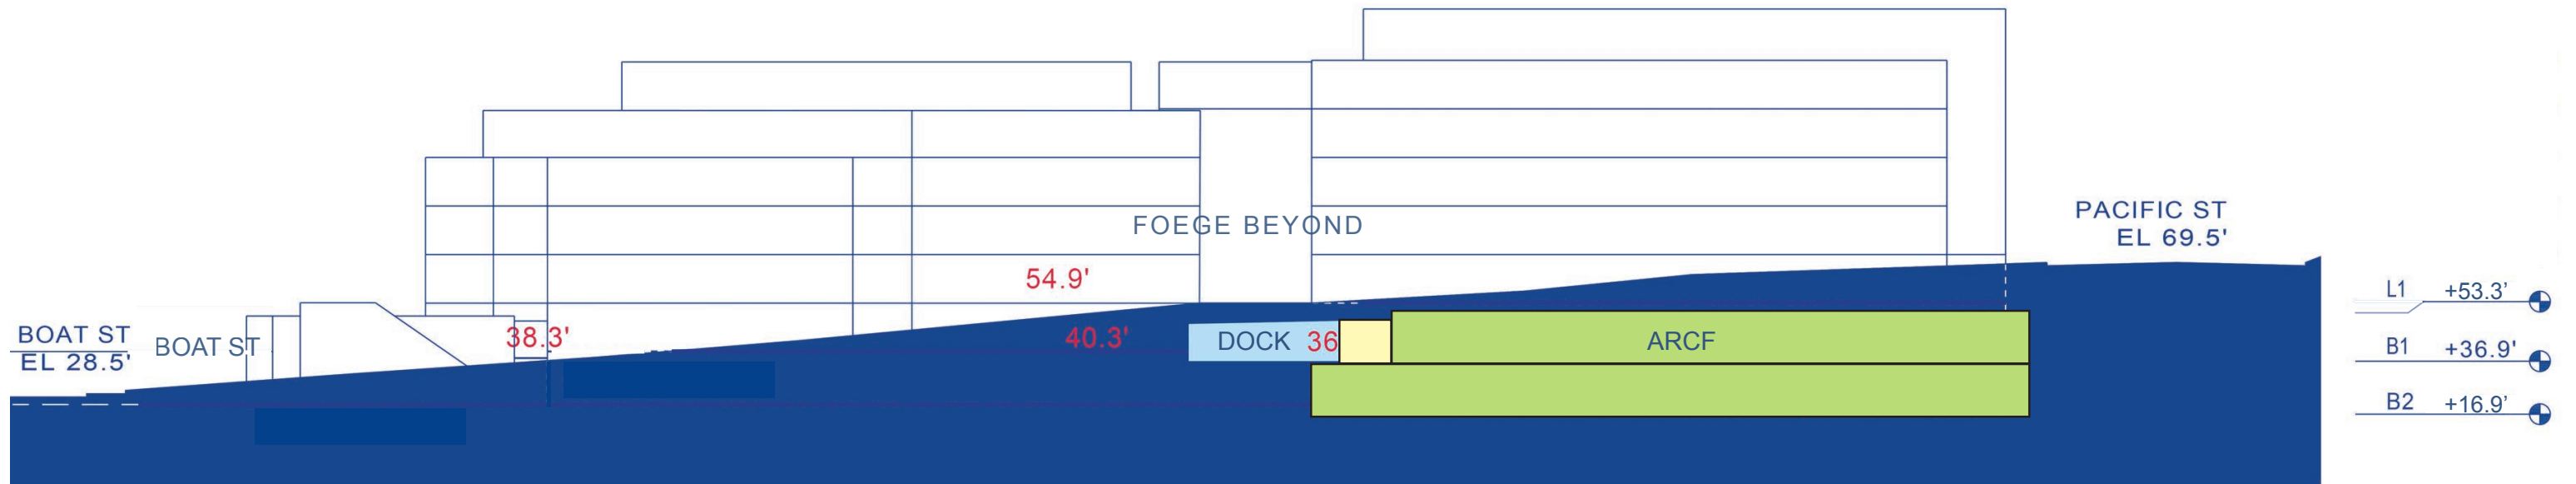 FOEGE BEYOND
PACIFIC ST
EL 69.5'
54.9'
L1 +53.3’
BOAT ST
EL 28.5'
BOAT ST
38.3'
40.3'
DOCK 36
ARCF
B1 +36.9'
B2 +16.9’